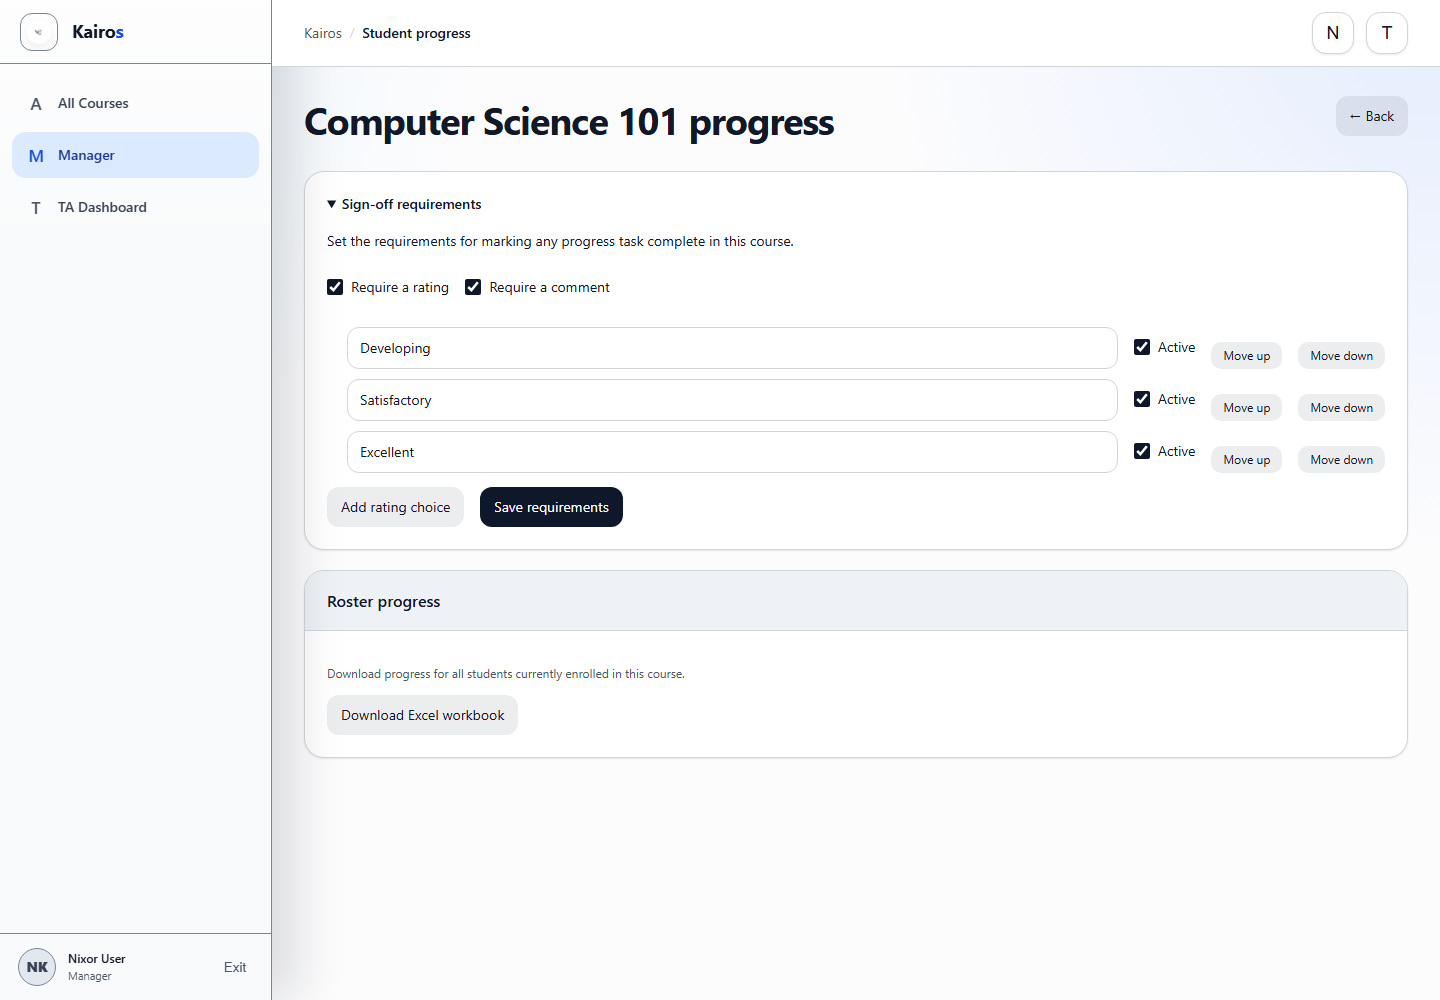 Kairos
Kairos / Student progress
N
T
A All Courses
M Manager
T TA Dashboard
Computer Science 101 progress
← Back
▼ Sign-off requirements
Set the requirements for marking any progress task complete in this course.
Require a rating
Require a comment
Developing
Active
Move up
Move down
Satisfactory
Active
Move up
Move down
Excellent
Active
Move up
Move down
Add rating choice
Save requirements
Roster progress
Download progress for all students currently enrolled in this course.
Download Excel workbook
NK
Nixor User
Manager
Exit